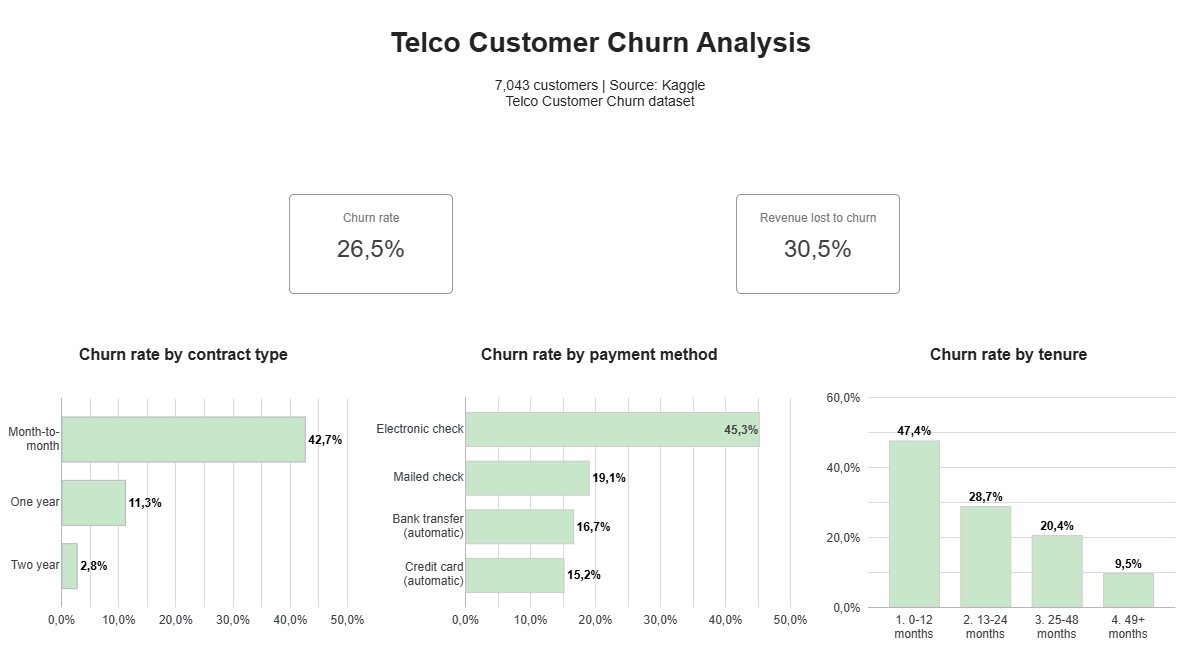 Telco Customer Churn Analysis
7,043 customers | Source: Kaggle
Telco Customer Churn dataset
Churn rate
26,5%
Revenue lost to churn
30,5%
Churn rate by contract type
Month-to-
month
42,7%
One year
11,3%
Two year
2,8%
0,0% 10,0% 20,0% 30,0% 40,0% 50,0%
Churn rate by payment method
Electronic check
45,3%
Mailed check
19,1%
Bank transfer
(automatic)
16,7%
Credit card
(automatic)
15,2%
0,0% 10,0% 20,0% 30,0% 40,0% 50,0%
Churn rate by tenure
60,0%
40,0%
20,0%
0,0%
47,4%
28,7%
20,4%
9,5%
1. 0-12
months
2. 13-24
months
3. 25-48
months
4. 49+
months